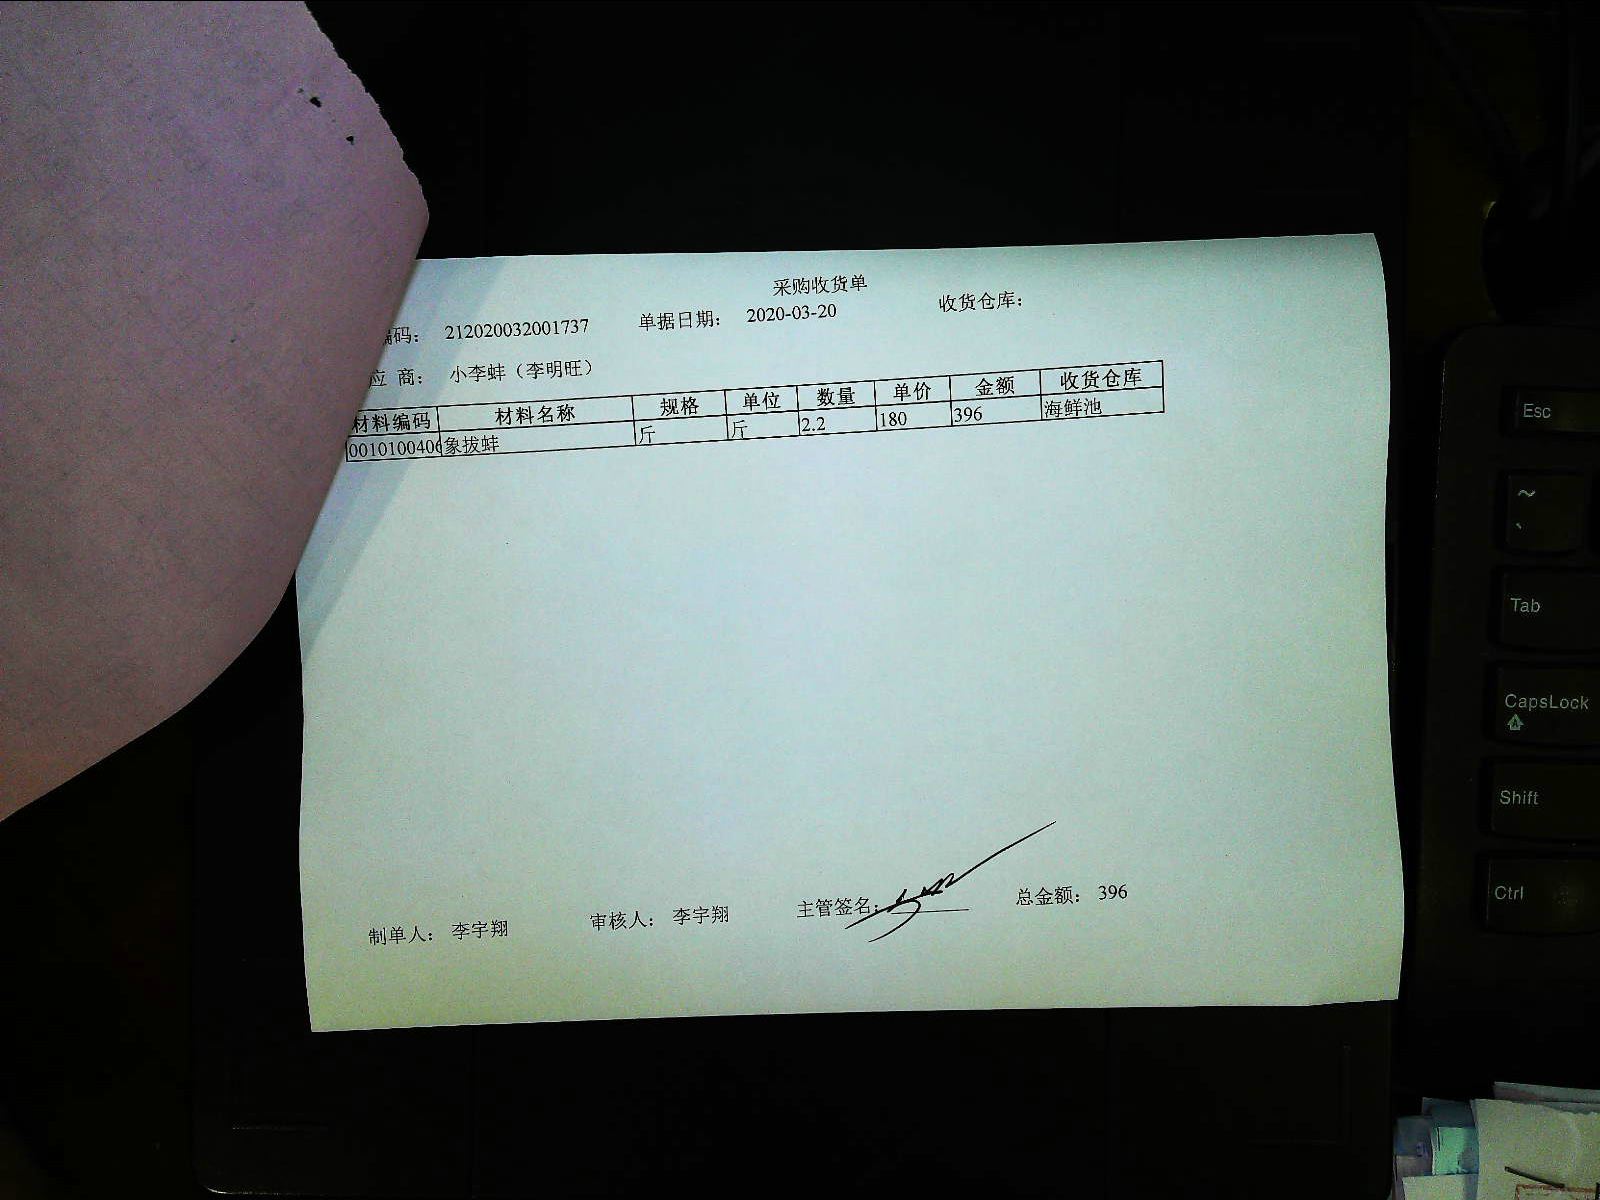 采购收货单
编码: 212020032001737 单据日期: 2020-03-20 收货仓库:
应 商: 小李蚌（李明旺）
材料编码 材料名称 规格 单位 数量 单价 金额 收货仓库
0010100406 象拔蚌 斤 斤 2.2 180 396 海鲜池
制单人: 李宇翔 审核人: 李宇翔 主管签名: 总金额: 396
Esc
~
`
Tab
CapsLock
A
Shift
Ctrl